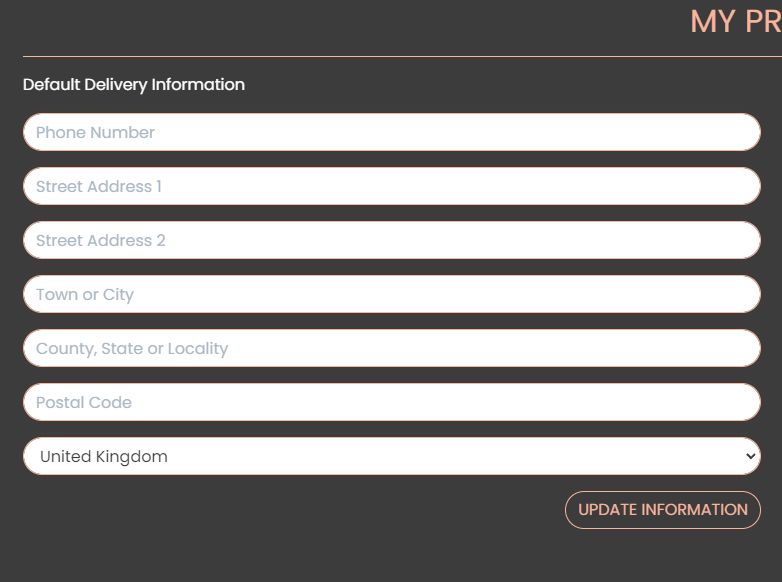 MY PR
Default Delivery Information
Phone Number
Street Address 1
Street Address 2
Town or City
County, State or Locality
Postal Code
United Kingdom
UPDATE INFORMATION